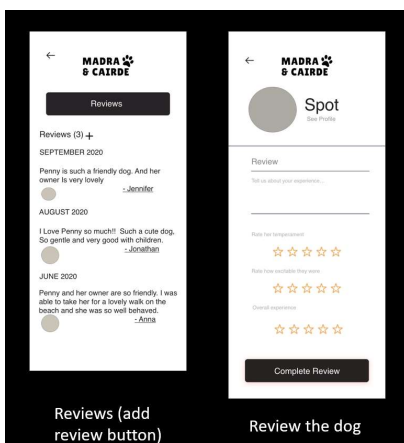 MADRA
& CAIRDE
Reviews
Reviews (3) +
SEPTEMBER 2020
Penny is such a friendly dog. And her
owner Is very lovely
- Jennifer
AUGUST 2020
I Love Penny so much!! Such a cute dog.
So gentle and very good with children.
- Jonathan
JUNE 2020
Penny and her owner are so friendly. I was
able to take her for a lovely walk on the
beach and she was so well behaved.
- Anna
Reviews (add
review button)
MADRA
& CAIRDE
Spot
See Profile
Review
Tell us about your experience...
Rate her temperament
Rate how excitable they were
Overall experience
Complete Review
Review the dog